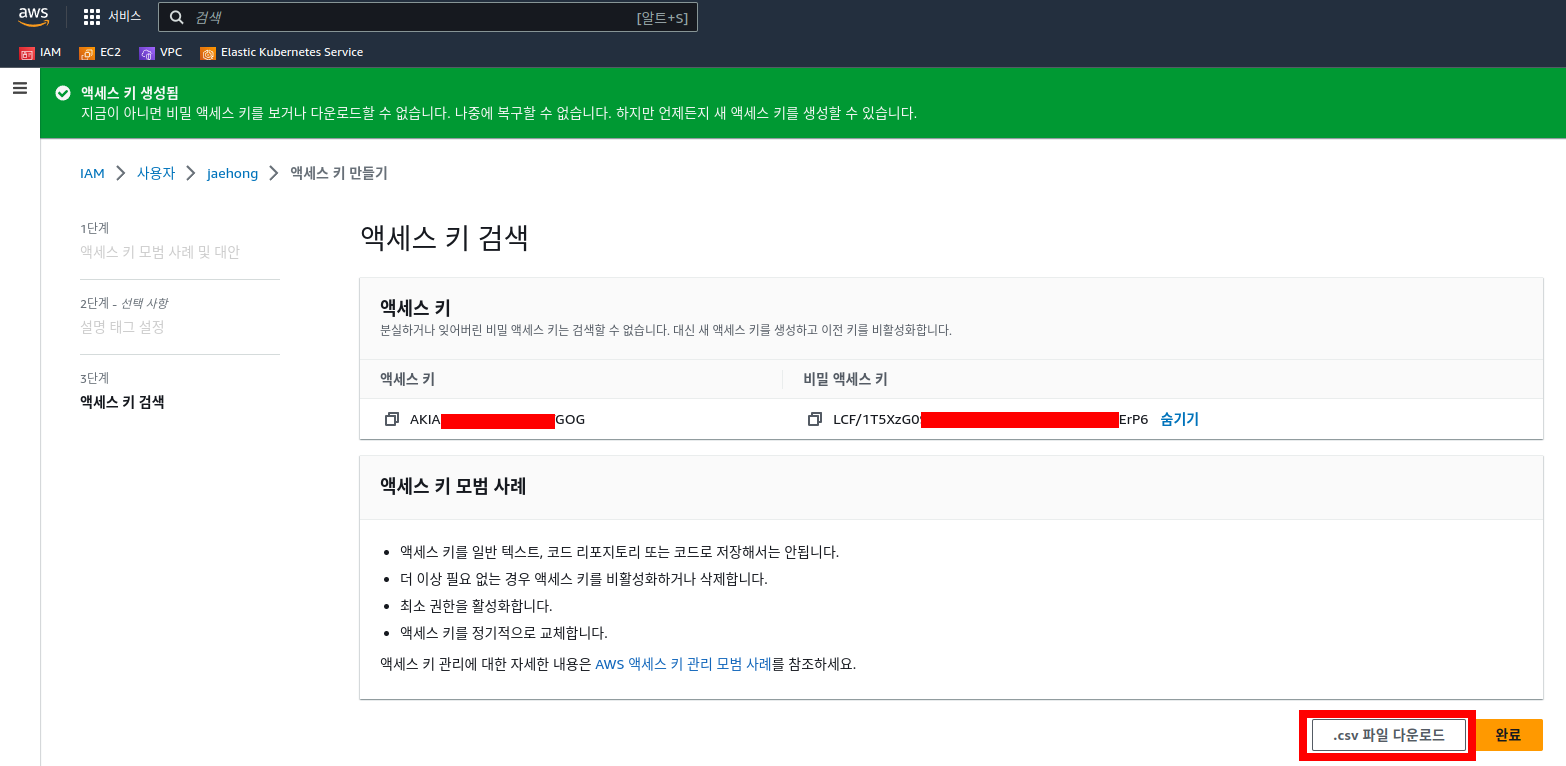 aws
서비스
검색
[알트+S]
IAM
EC2
VPC
Elastic Kubernetes Service
액세스 키 생성됨
지금이 아니면 비밀 액세스 키를 보거나 다운로드할 수 없습니다. 나중에 복구할 수 없습니다. 하지만 언제든지 새 액세스 키를 생성할 수 있습니다.
IAM > 사용자 > jaehong > 액세스 키 만들기
1단계
액세스 키 모범 사례 및 대안
2단계 - 선택 사항
설명 태그 설정
3단계
액세스 키 검색
액세스 키 검색
액세스 키
분실하거나 잊어버린 비밀 액세스 키는 검색할 수 없습니다. 대신 새 액세스 키를 생성하고 이전 키를 비활성화합니다.
액세스 키
비밀 액세스 키
AKIA GOG
LCF/1T5XzG0 ErP6 숨기기
액세스 키 모범 사례
• 액세스 키를 일반 텍스트, 코드 리포지토리 또는 코드로 저장해서는 안됩니다.
• 더 이상 필요 없는 경우 액세스 키를 비활성화하거나 삭제합니다.
• 최소 권한을 활성화합니다.
• 액세스 키를 정기적으로 교체합니다.
액세스 키 관리에 대한 자세한 내용은 AWS 액세스 키 관리 모범 사례를 참조하세요.
.csv 파일 다운로드
완료